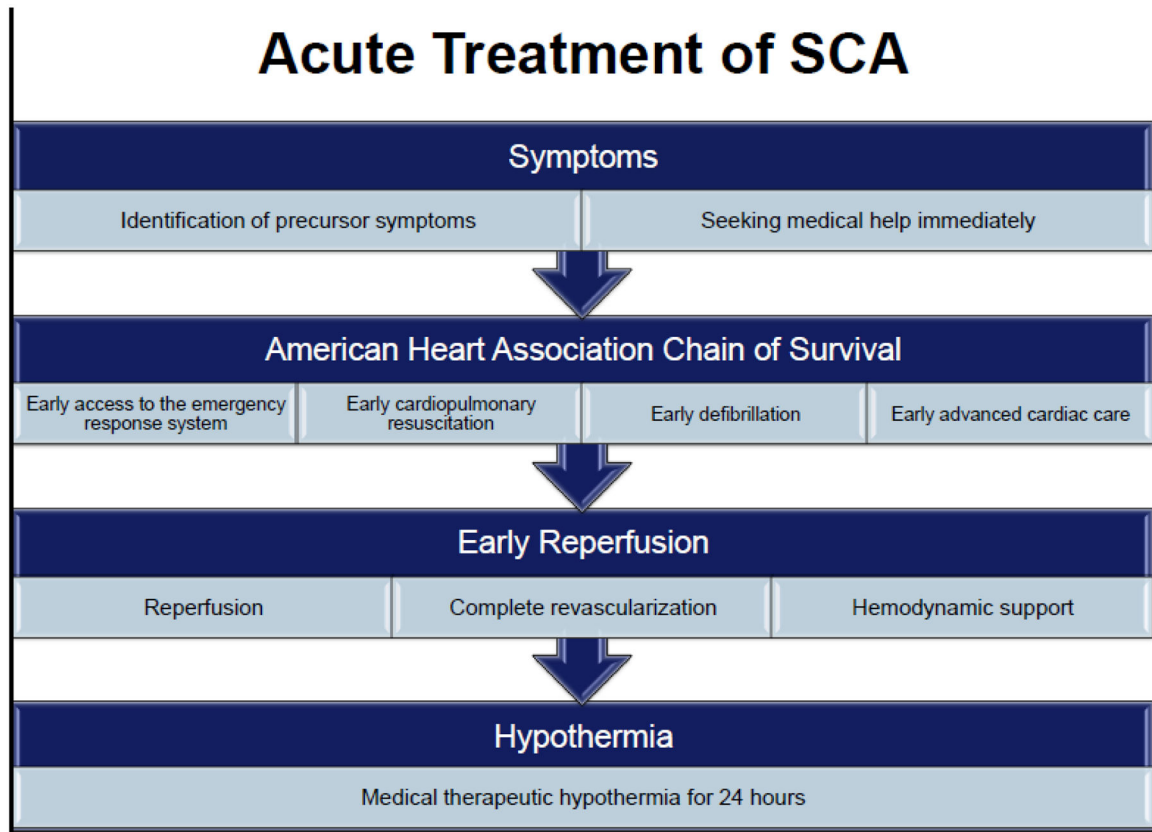 Acute Treatment of SCA
Symptoms
Identification of precursor symptoms
Seeking medical help immediately
American Heart Association Chain of Survival
Early access to the emergency
response system
Early cardiopulmonary
resuscitation
Early defibrillation
Early advanced cardiac care
Early Reperfusion
Reperfusion
Complete revascularization
Hemodynamic support
Hypothermia
Medical therapeutic hypothermia for 24 hours